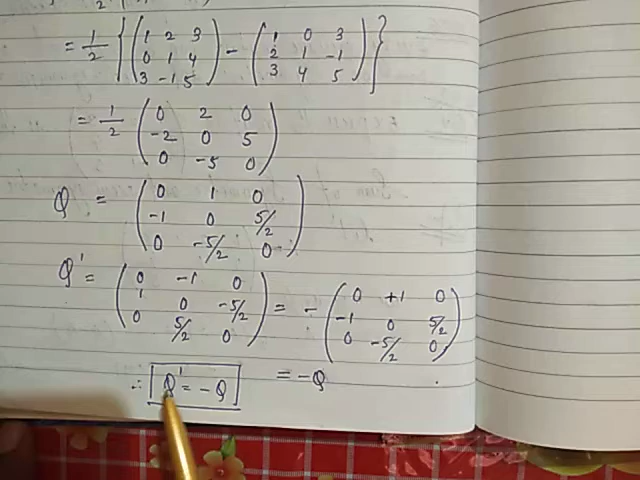 = 1/2 { ( 1 2 3 ) - ( 1 0 3 ) }
0 1 4 2 1 -1
3 -1 5 3 4 5
= 1/2 ( 0 2 0 )
-2 0 5
0 -5 0
Q = ( 0 1 0 )
-1 0 5/2
0 -5/2 0
Q' = ( 0 -1 0 ) = - ( 0 +1 0 )
1 0 -5/2 -1 0 5/2
0 5/2 0 0 -5/2 0
∴ Q' = -Q = -Q